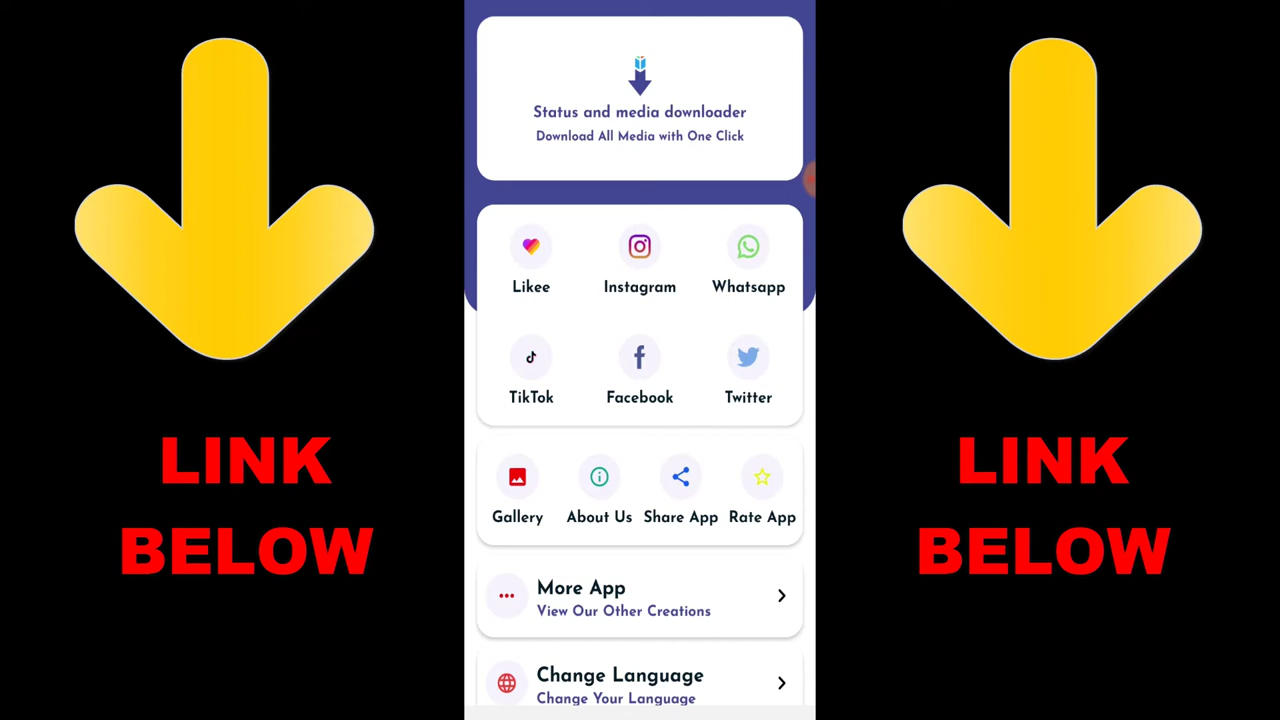 Status and media downloader
Download All Media with One Click
Likee Instagram Whatsapp
TikTok Facebook Twitter
LINK
BELOW
LINK
BELOW
Gallery About Us Share App Rate App
More App
View Our Other Creations
Change Language
Change Your Language